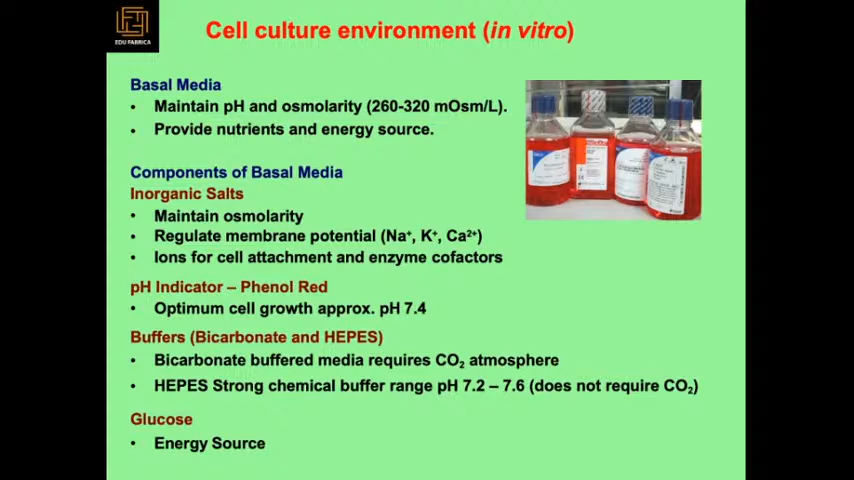 EDU FABRICA
Cell culture environment (in vitro)
Basal Media
• Maintain pH and osmolarity (260-320 mOsm/L).
• Provide nutrients and energy source.
Components of Basal Media
Inorganic Salts
• Maintain osmolarity
• Regulate membrane potential (Na⁺, K⁺, Ca²⁺)
• Ions for cell attachment and enzyme cofactors
pH Indicator – Phenol Red
• Optimum cell growth approx. pH 7.4
Buffers (Bicarbonate and HEPES)
• Bicarbonate buffered media requires CO₂ atmosphere
• HEPES Strong chemical buffer range pH 7.2 – 7.6 (does not require CO₂)
Glucose
• Energy Source